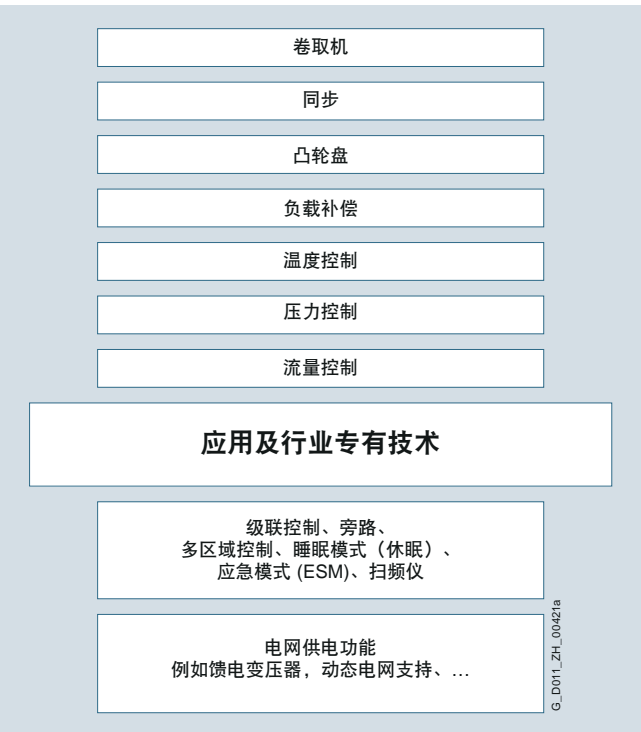 卷取机
同步
凸轮盘
负载补偿
温度控制
压力控制
流量控制
应用及行业专有技术
级联控制、旁路、
多区域控制、睡眠模式（休眠）、
应急模式 (ESM)、扫频仪
电网供电功能
例如馈电变压器，动态电网支持、…
G_D011_ZH_00421a